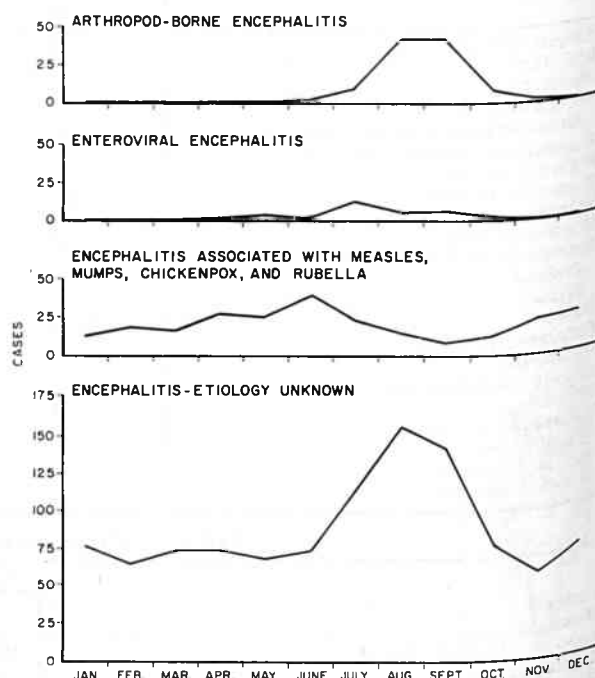 ARTHROPOD-BORNE ENCEPHALITIS
50
25
0
ENTEROVIRAL ENCEPHALITIS
50
25
0
ENCEPHALITIS ASSOCIATED WITH MEASLES,
MUMPS, CHICKENPOX, AND RUBELLA
50
25
0
CASES
ENCEPHALITIS-ETIOLOGY UNKNOWN
175
150
125
100
75
50
25
0
JAN. FEB. MAR. APR. MAY JUNE JULY AUG. SEPT. OCT. NOV. DEC.